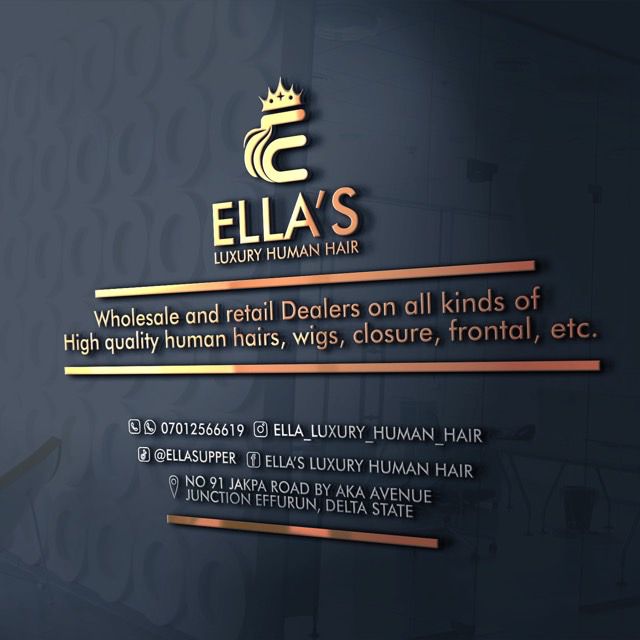 ELLA'S
LUXURY HUMAN HAIR
Wholesale and retail Dealers on all kinds of
High quality human hairs, wigs, closure, frontal, etc.
07012566619 ELLA_LUXURY_HUMAN_HAIR
@ELLASUPPER ELLA'S LUXURY HUMAN HAIR
NO 91 JAKPA ROAD BY AKA AVENUE
JUNCTION EFFURUN, DELTA STATE